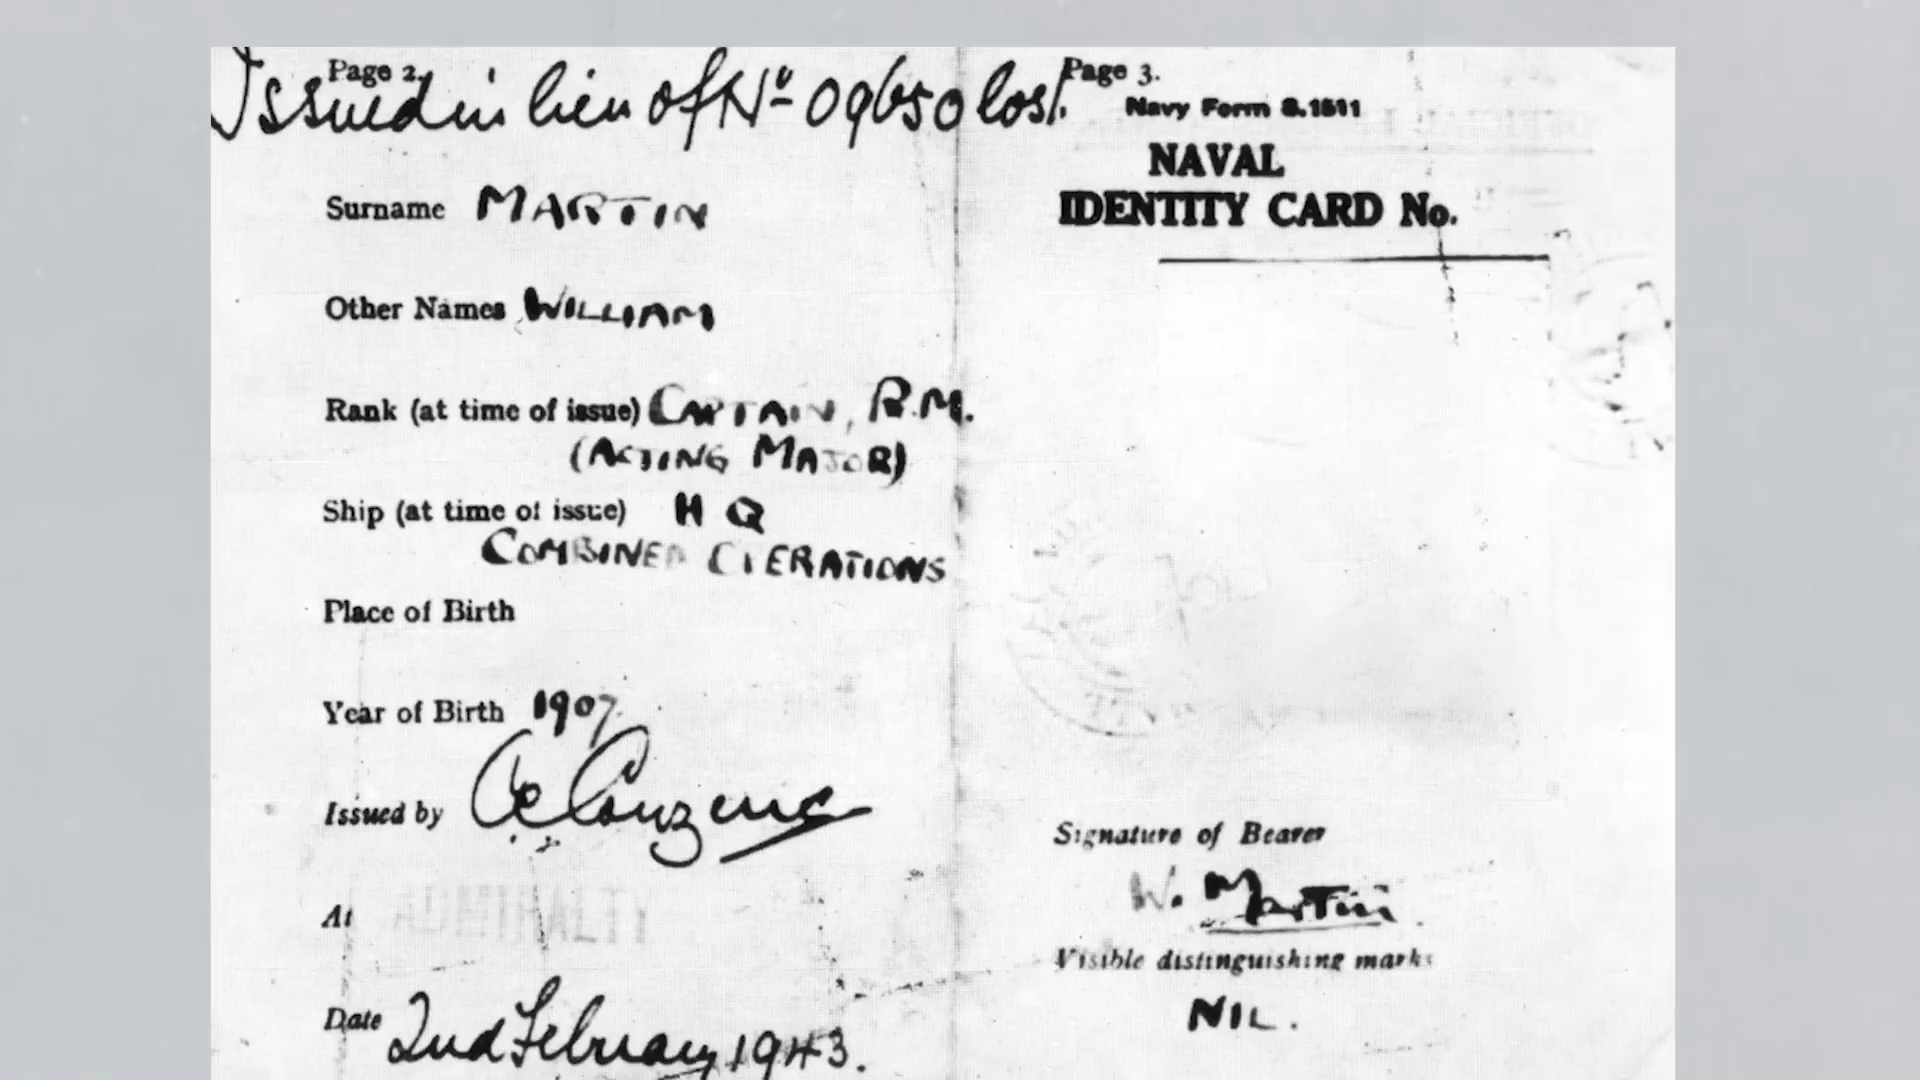 Page 2.
Issued in lieu of No 09650 lost.
Surname MARTIN
Other Names WILLIAM
Rank (at time of issue) CAPTAIN, R.M.
(ACTING MAJOR)
Ship (at time of issue) H Q
COMBINED OPERATIONS
Place of Birth
Year of Birth 1907
Issued by
At ADMIRALTY
Date 2nd February 1943.
Page 3.
Navy Form S.1511
NAVAL
IDENTITY CARD No.
Signature of Bearer
W. Martin
Visible distinguishing marks
NIL.